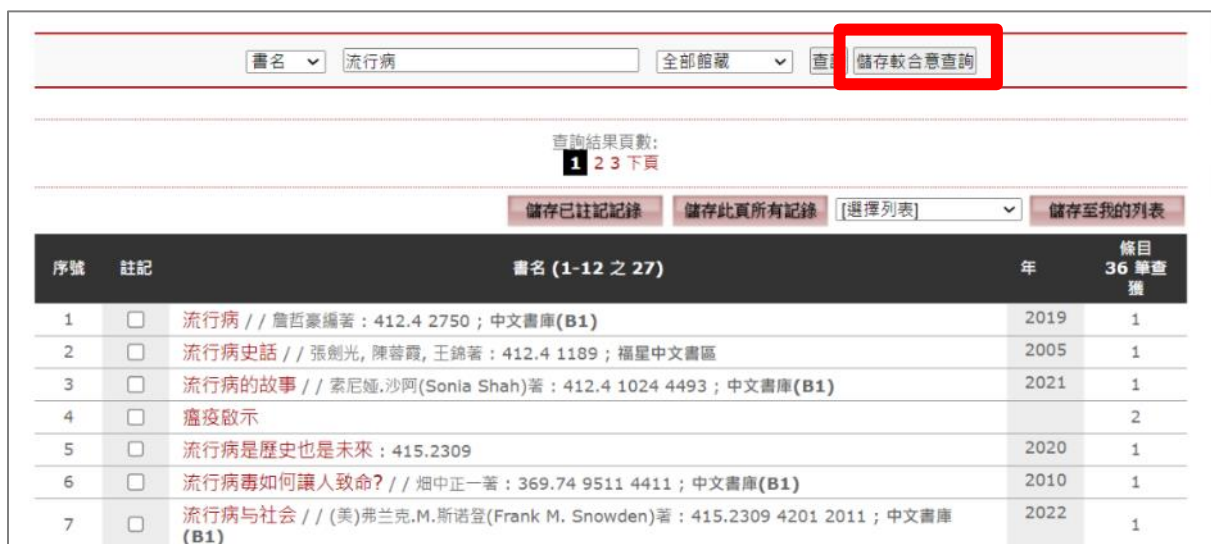 書名 流行病 全部館藏 查 儲存較合意查詢
查詢結果頁數:
1 2 3 下頁
儲存已註記記錄 儲存此頁所有記錄 [選擇列表] 儲存至我的列表
序號 註記 書名 (1-12 之 27) 年 條目 36 筆查獲
1 流行病 / / 詹哲豪編著 : 412.4 2750 ; 中文書庫(B1) 2019 1
2 流行病史話 / / 張劍光, 陳蓉霞, 王錦著 : 412.4 1189 ; 福星中文書區 2005 1
3 流行病的故事 / / 索尼娅.沙阿(Sonia Shah)著 : 412.4 1024 4493 ; 中文書庫(B1) 2021 1
4 瘟疫啟示 2
5 流行病是歷史也是未來 : 415.2309 2020 1
6 流行病毒如何讓人致命? / / 畑中正一著 : 369.74 9511 4411 ; 中文書庫(B1) 2010 1
7 流行病与社会 / / (美)弗兰克.M.斯诺登(Frank M. Snowden)著 : 415.2309 4201 2011 ; 中文書庫 2022 1
(B1)